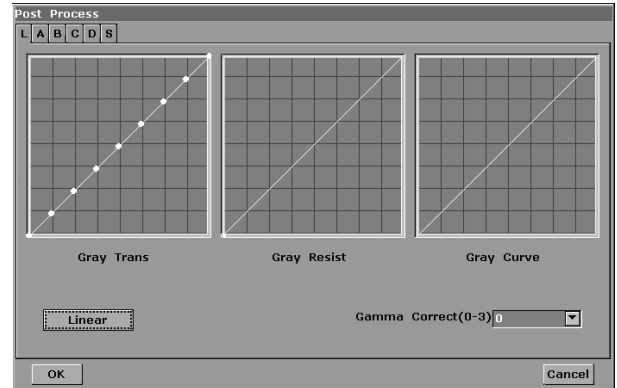 Post Process
L A B C D S
Gray Trans Gray Resist Gray Curve
Linear Gamma Correct(0-3) 0
OK Cancel